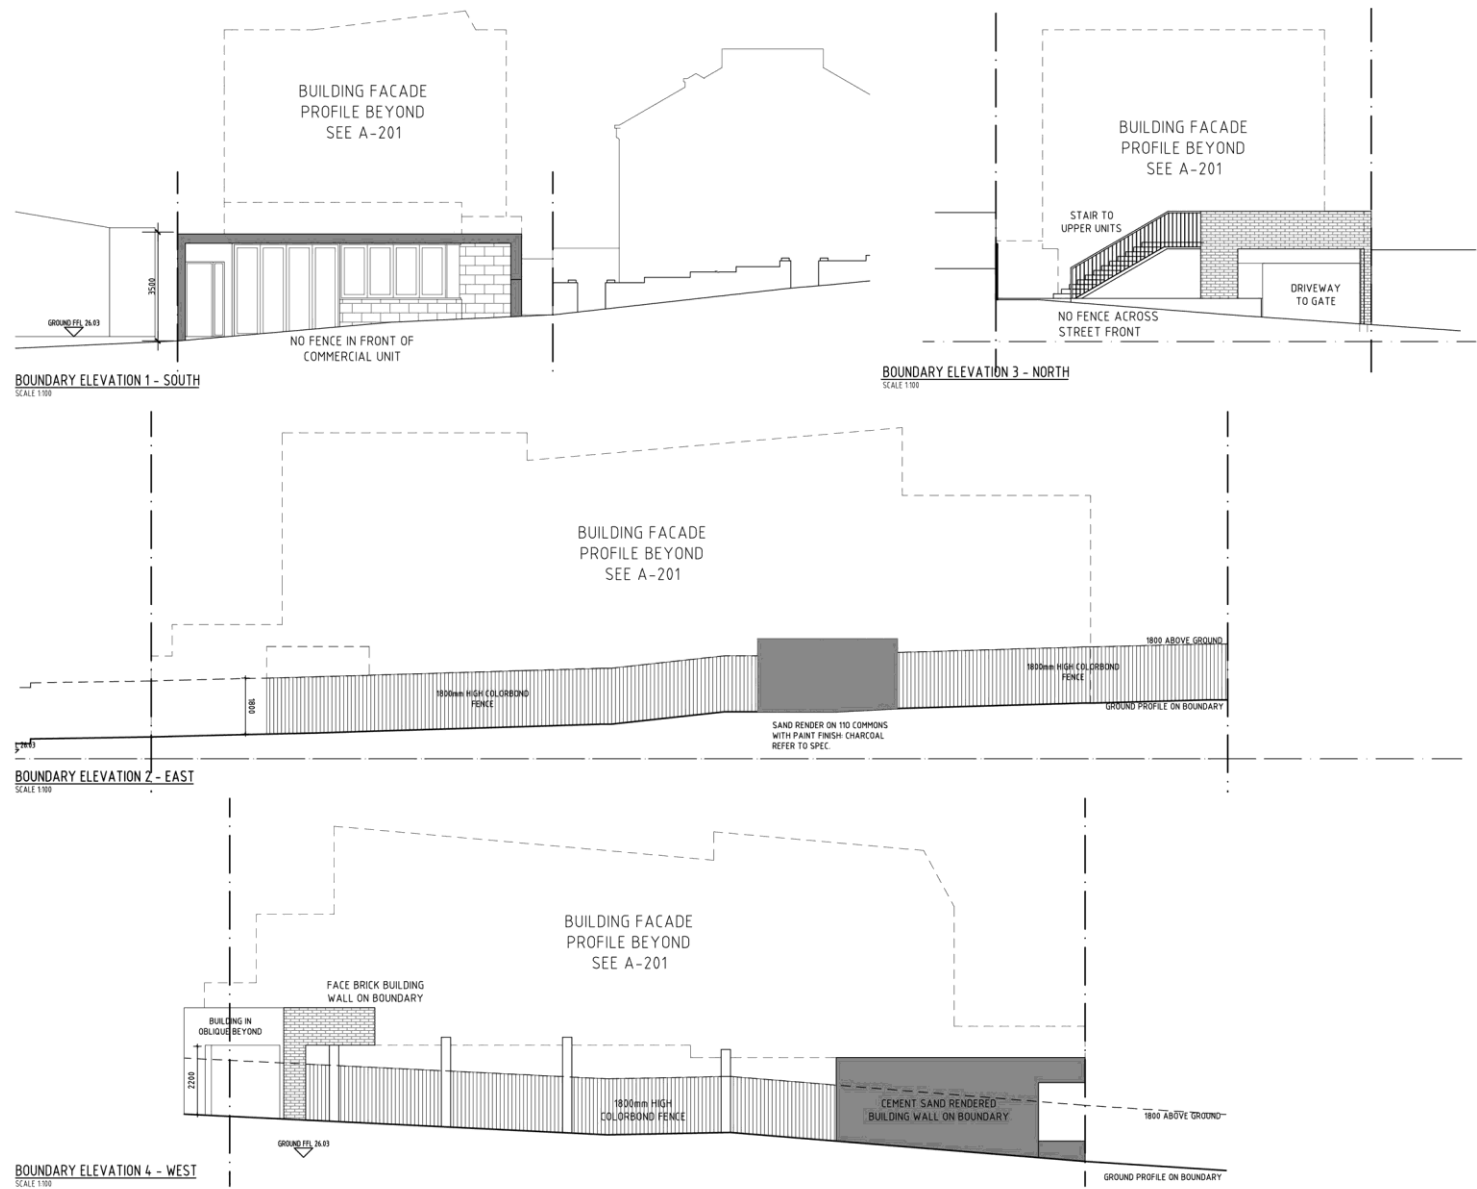 BUILDING FACADE
PROFILE BEYOND
SEE A-201
3500
GROUND FFL 26.03
NO FENCE IN FRONT OF
COMMERCIAL UNIT
BOUNDARY ELEVATION 1 - SOUTH
SCALE 1:100
BUILDING FACADE
PROFILE BEYOND
SEE A-201
STAIR TO
UPPER UNITS
DRIVEWAY
TO GATE
NO FENCE ACROSS
STREET FRONT
BOUNDARY ELEVATION 3 - NORTH
SCALE 1:100
BUILDING FACADE
PROFILE BEYOND
SEE A-201
1800 ABOVE GROUND
1800mm HIGH COLORBOND
FENCE
1800mm HIGH COLORBOND
FENCE
1800
GROUND PROFILE ON BOUNDARY
SAND RENDER ON 110 COMMONS
WITH PAINT FINISH: CHARCOAL
REFER TO SPEC.
26.03
BOUNDARY ELEVATION 2 - EAST
SCALE 1:100
BUILDING FACADE
PROFILE BEYOND
SEE A-201
FACE BRICK BUILDING
WALL ON BOUNDARY
BUILDING IN
OBLIQUE BEYOND
2200
1800mm HIGH
COLORBOND FENCE
CEMENT SAND RENDERED
BUILDING WALL ON BOUNDARY
1800 ABOVE GROUND
GROUND FFL 26.03
BOUNDARY ELEVATION 4 - WEST
SCALE 1:100
GROUND PROFILE ON BOUNDARY